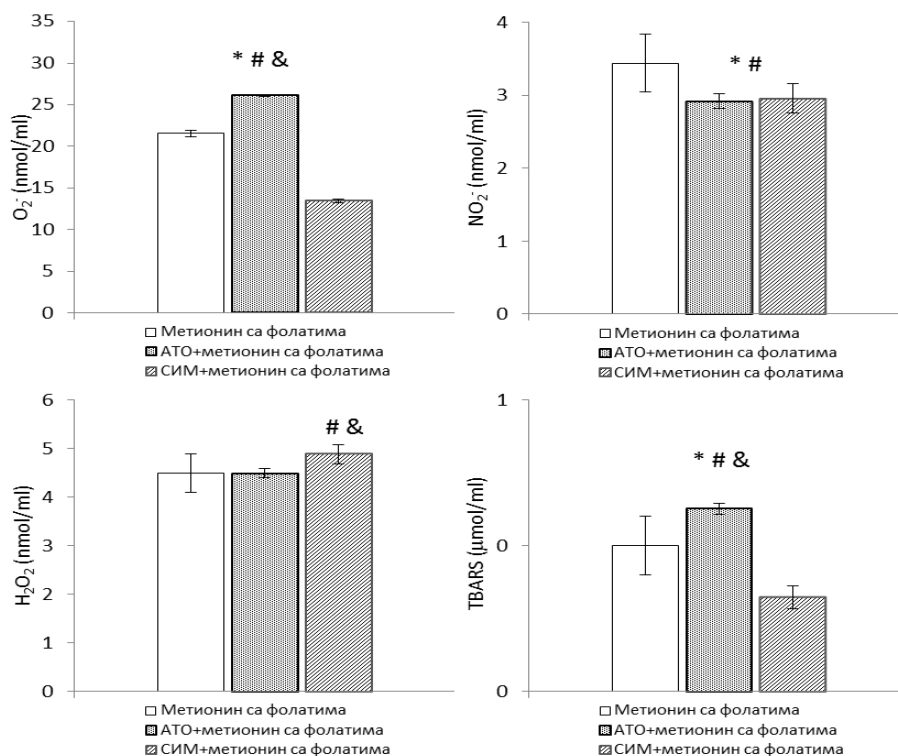 35
30
25
20
15
10
5
0
O₂⁻ (nmol/ml)
* # &
Метионин са фолатима
АТО+метионин са фолатима
СИМ+метионин са фолатима
4
3
2
1
0
NO₂⁻ (nmol/ml)
* #
Метионин са фолатима
АТО+метионин са фолатима
СИМ+метионин са фолатима
6
5
4
3
2
1
0
H₂O₂ (nmol/ml)
# &
Метионин са фолатима
АТО+метионин са фолатима
СИМ+метионин са фолатима
1
0
0
TBARS (μmol/ml)
* # &
Метионин са фолатима
АТО+метионин са фолатима
СИМ+метионин са фолатима